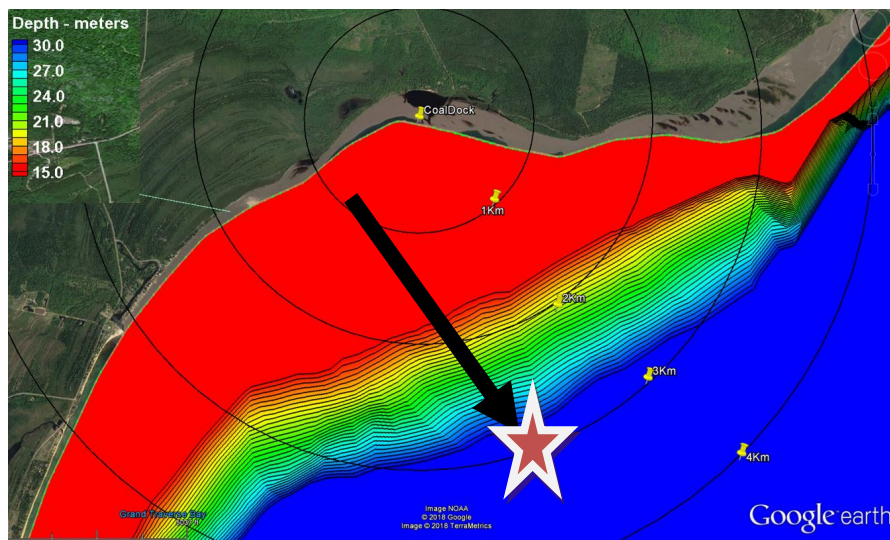 Depth - meters
30.0
27.0
24.0
21.0
18.0
15.0
CoalDock
1Km
2Km
3Km
4Km
Grand Traverse Bay
Image NOAA
© 2018 Google
Image © 2018 TerraMetrics
Google earth